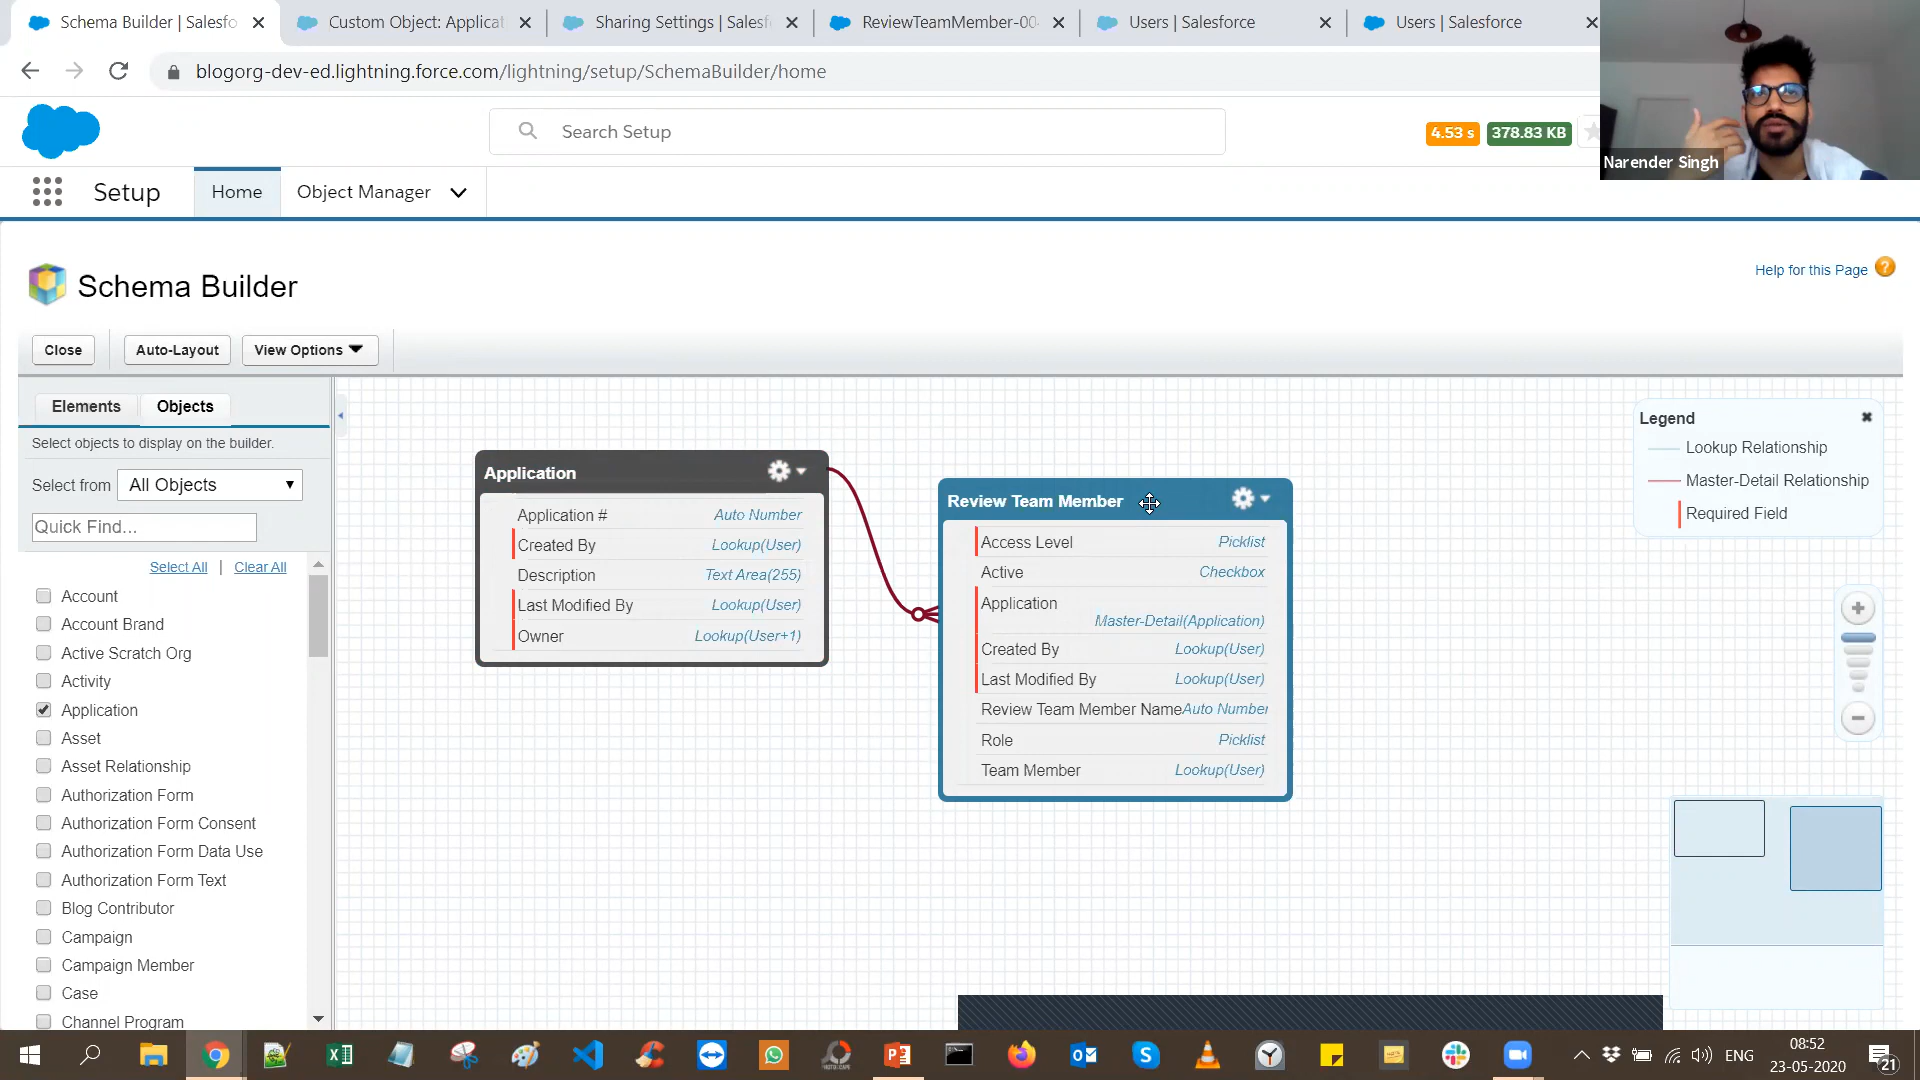 Schema Builder | Salesfo
Custom Object: Applicat
Sharing Settings | Salesf
ReviewTeamMember-00
Users | Salesforce
Users | Salesforce
blogorg-dev-ed.lightning.force.com/lightning/setup/SchemaBuilder/home
Search Setup
4.53 s
378.83 KB
Narender Singh
Setup
Home
Object Manager
Schema Builder
Help for this Page
?
Close
Auto-Layout
View Options
Elements
Objects
Select objects to display on the builder.
Select from
All Objects
Quick Find...
Select All | Clear All
Account
Account Brand
Active Scratch Org
Activity
Application
Asset
Asset Relationship
Authorization Form
Authorization Form Consent
Authorization Form Data Use
Authorization Form Text
Blog Contributor
Campaign
Campaign Member
Case
Channel Program
Application
Application # Auto Number
Created By Lookup(User)
Description Text Area(255)
Last Modified By Lookup(User)
Owner Lookup(User+1)
Review Team Member
Access Level Picklist
Active Checkbox
Application
Master-Detail(Application)
Created By Lookup(User)
Last Modified By Lookup(User)
Review Team Member Name Auto Number
Role Picklist
Team Member Lookup(User)
Legend
Lookup Relationship
Master-Detail Relationship
Required Field
ENG
08:52
23-05-2020
21